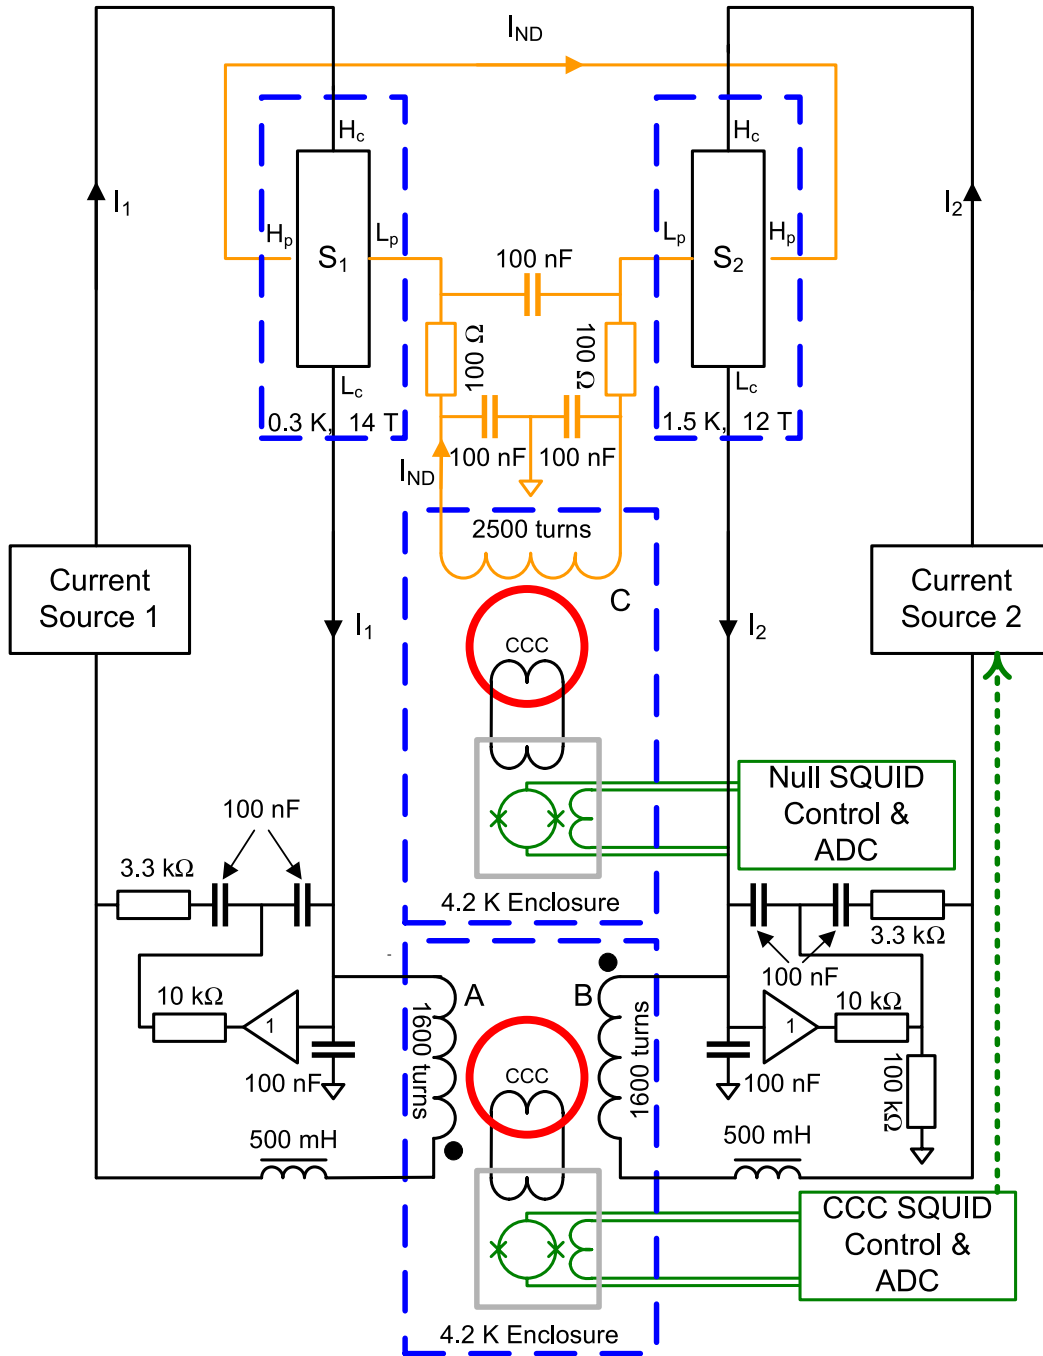 I_ND
H_c
H_c
I_1
I_2
H_p
L_p
S_1
100 nF
L_p
H_p
S_2
100 Ω
100 Ω
L_c
L_c
0.3 K, 14 T
1.5 K, 12 T
100 nF
100 nF
I_ND
2500 turns
Current
Source 1
Current
Source 2
C
I_1
I_2
CCC
Null SQUID
Control &
ADC
100 nF
3.3 kΩ
4.2 K Enclosure
3.3 kΩ
100 nF
10 kΩ
1
100 nF
A
1600 turns
B
1600 turns
CCC
10 kΩ
1
100 nF
100 kΩ
500 mH
500 mH
CCC SQUID
Control &
ADC
4.2 K Enclosure